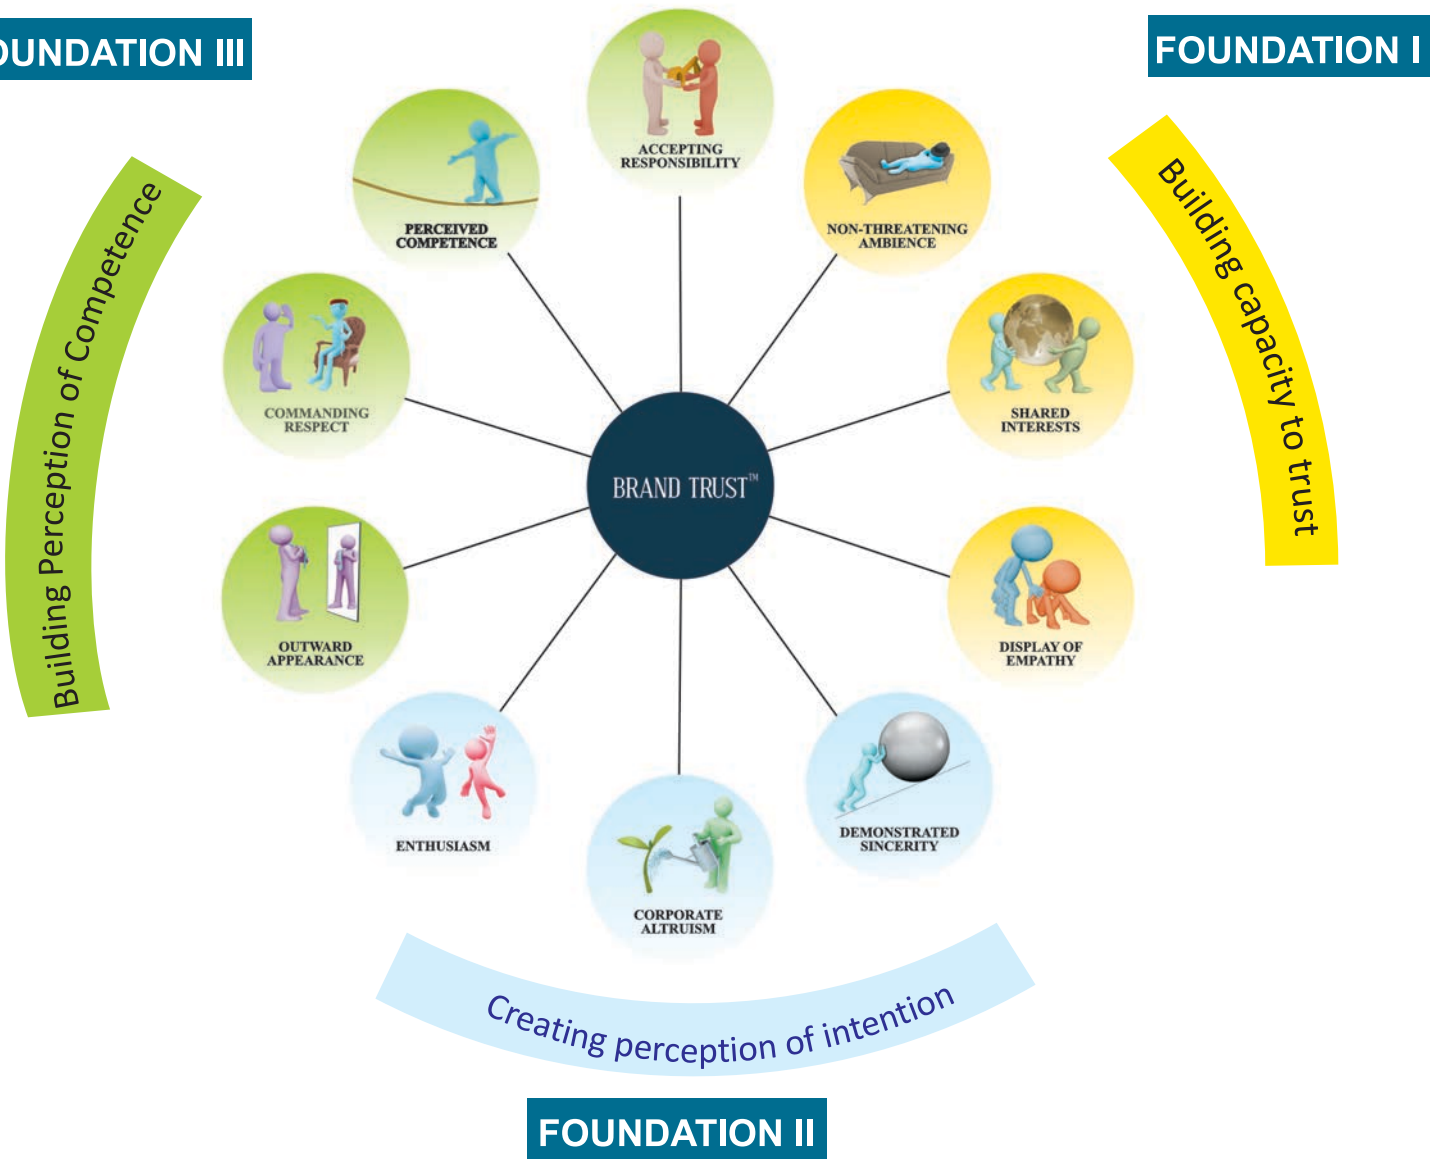 OUNDATION III
FOUNDATION I
ACCEPTING
RESPONSIBILITY
PERCEIVED
COMPETENCE
NON-THREATENING
AMBIENCE
Building Perception of Competence
Building capacity to trust
COMMANDING
RESPECT
SHARED
INTERESTS
BRAND TRUST™
OUTWARD
APPEARANCE
DISPLAY OF
EMPATHY
ENTHUSIASM
DEMONSTRATED
SINCERITY
CORPORATE
ALTRUISM
Creating perception of intention
FOUNDATION II